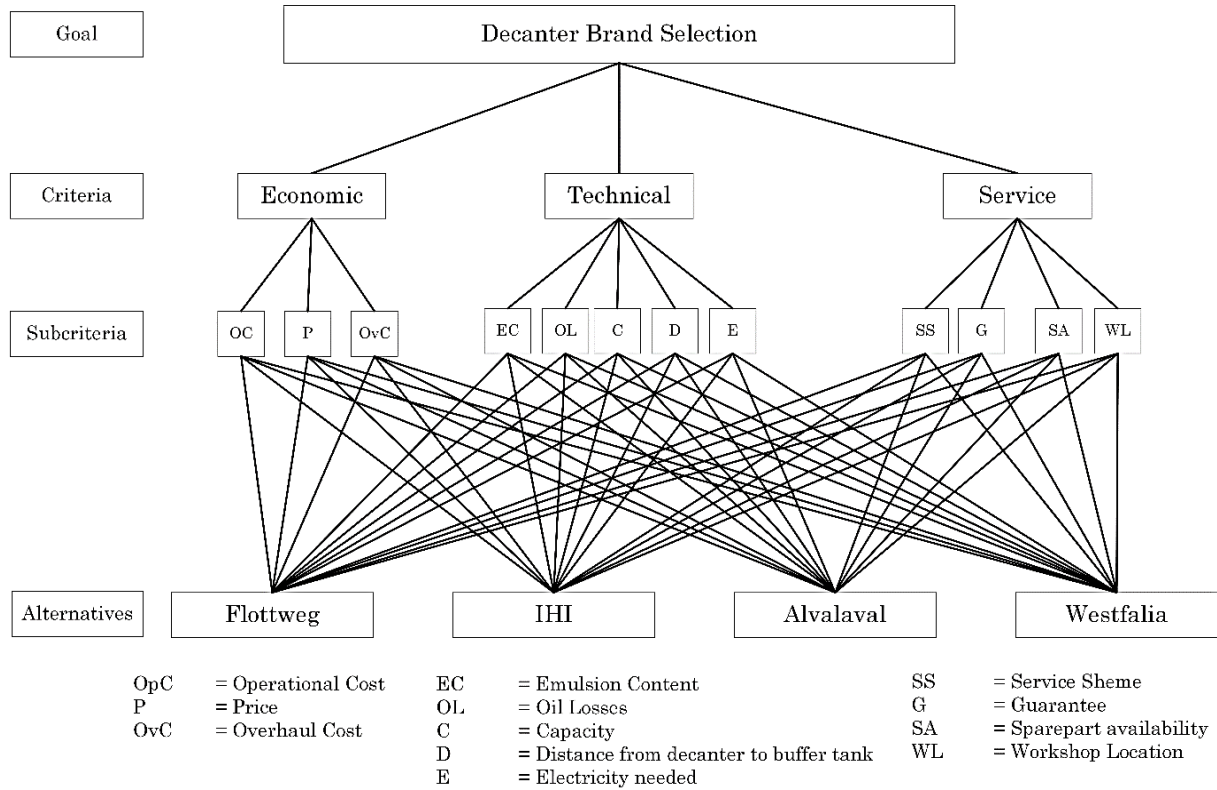 Goal
Decanter Brand Selection
Criteria
Economic
Technical
Service
Subcriteria
OC
P
OvC
EC
OL
C
D
E
SS
G
SA
WL
Alternatives
Flottweg
IHI
Alvalaval
Westfalia
OpC = Operational Cost
P = Price
OvC = Overhaul Cost
EC = Emulsion Content
OL = Oil Losses
C = Capacity
D = Distance from decanter to buffer tank
E = Electricity needed
SS = Service Sheme
G = Guarantee
SA = Sparepart availability
WL = Workshop Location